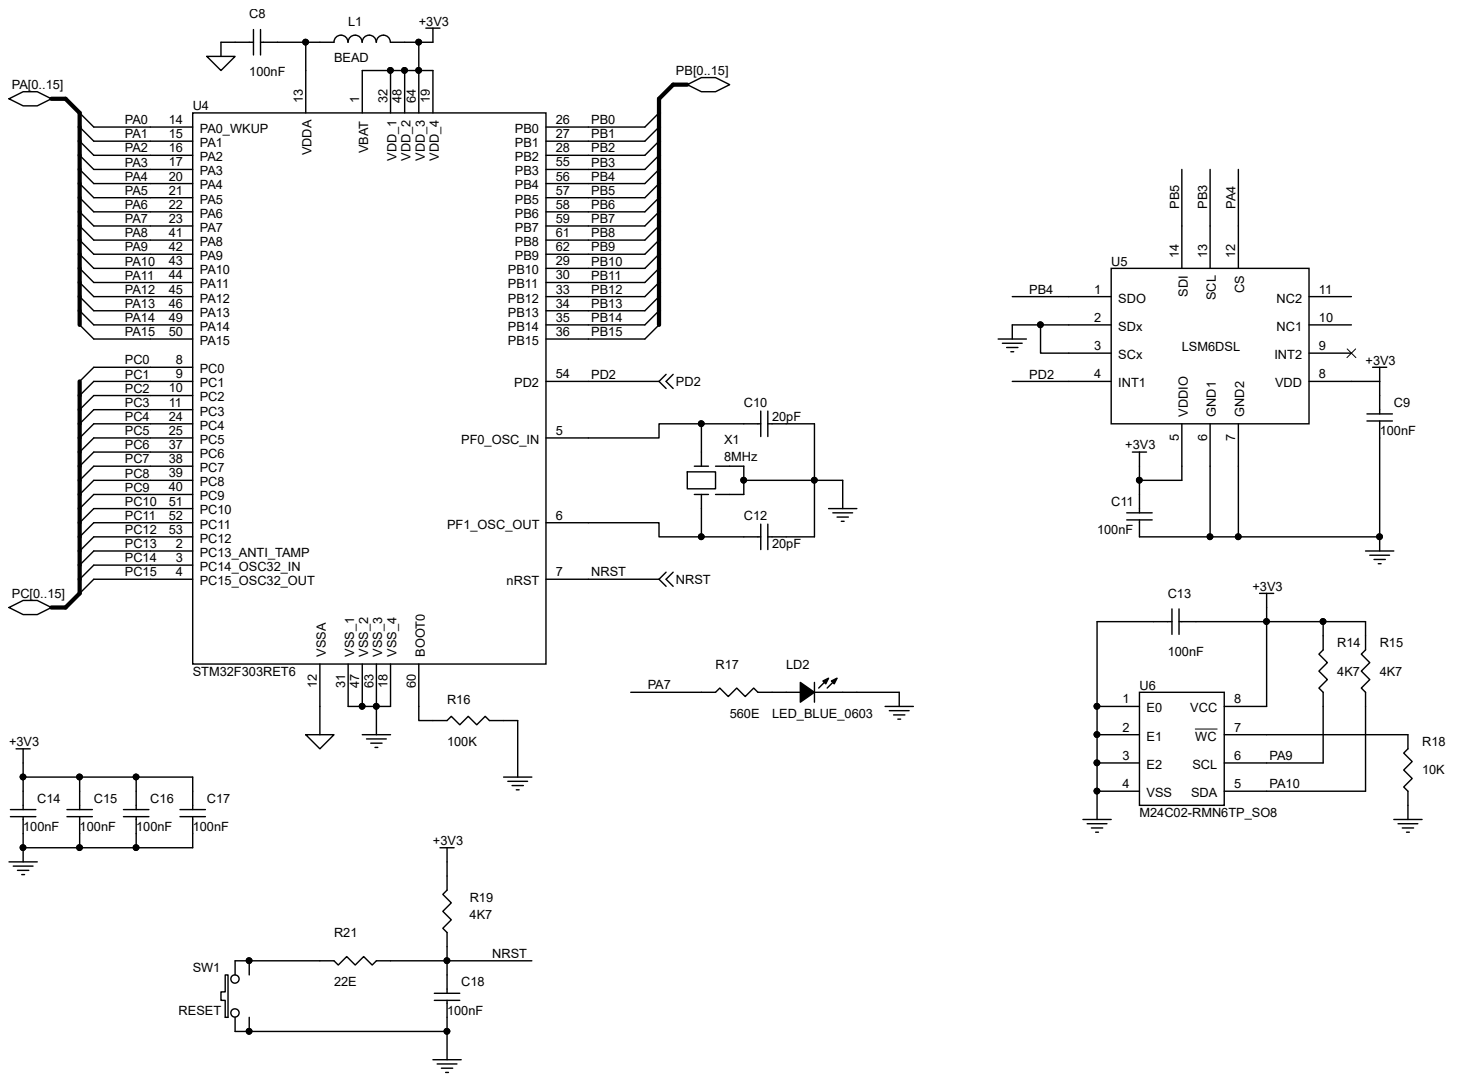 C8
100nF
L1
BEAD
+3V3
PA[0..15]
PB[0..15]
U4
13 1 32 48 64 19
VDDA VBAT VDD_1 VDD_2 VDD_3 VDD_4
PA0 14 PA0_WKUP PB0 26 PB0
PA1 15 PA1 PB1 27 PB1
PA2 16 PA2 PB2 28 PB2
PA3 17 PA3 PB3 55 PB3
PA4 20 PA4 PB4 56 PB4
PA5 21 PA5 PB5 57 PB5
PA6 22 PA6 PB6 58 PB6
PA7 23 PA7 PB7 59 PB7
PA8 41 PA8 PB8 61 PB8
PA9 42 PA9 PB9 62 PB9
PA10 43 PA10 PB10 29 PB10
PA11 44 PA11 PB11 30 PB11
PA12 45 PA12 PB12 33 PB12
PA13 46 PA13 PB13 34 PB13
PA14 49 PA14 PB14 35 PB14
PA15 50 PA15 PB15 36 PB15
PC0 8 PC0
PC1 9 PC1 PD2 54 PD2 PD2
PC2 10 PC2
PC3 11 PC3
PC4 24 PC4
PC5 25 PC5 PF0_OSC_IN 5
PC6 37 PC6
PC7 38 PC7
PC8 39 PC8
PC9 40 PC9
PC10 51 PC10
PC11 52 PC11 PF1_OSC_OUT 6
PC12 53 PC12
PC13 2 PC13_ANTI_TAMP
PC14 3 PC14_OSC32_IN
PC15 4 PC15_OSC32_OUT nRST 7 NRST NRST
PC[0..15]
VSSA VSS_1 VSS_2 VSS_3 VSS_4 BOOT0
STM32F303RET6
12 31 47 63 18 60
R16
100K
C10
20pF
X1
8MHz
C12
20pF
PB5 PB3 PA4
14 13 12
U5
SDI SCL CS
PB4 1 SDO NC2 11
2 SDx NC1 10
LSM6DSL
3 SCx INT2 9
PD2 4 INT1 VDD 8
+3V3
VDDIO GND1 GND2
5 6 7
C9
100nF
+3V3
C11
100nF
+3V3
C13
100nF
R14
4K7
R15
4K7
U6
1 E0 VCC 8
2 E1 WC 7
3 E2 SCL 6 PA9
4 VSS SDA 5 PA10
M24C02-RMN6TP_SO8
R18
10K
PA7
R17
560E
LD2
LED_BLUE_0603
+3V3
C14 C15 C16 C17
100nF 100nF 100nF 100nF
+3V3
R19
4K7
R21
22E
NRST
SW1
RESET
C18
100nF